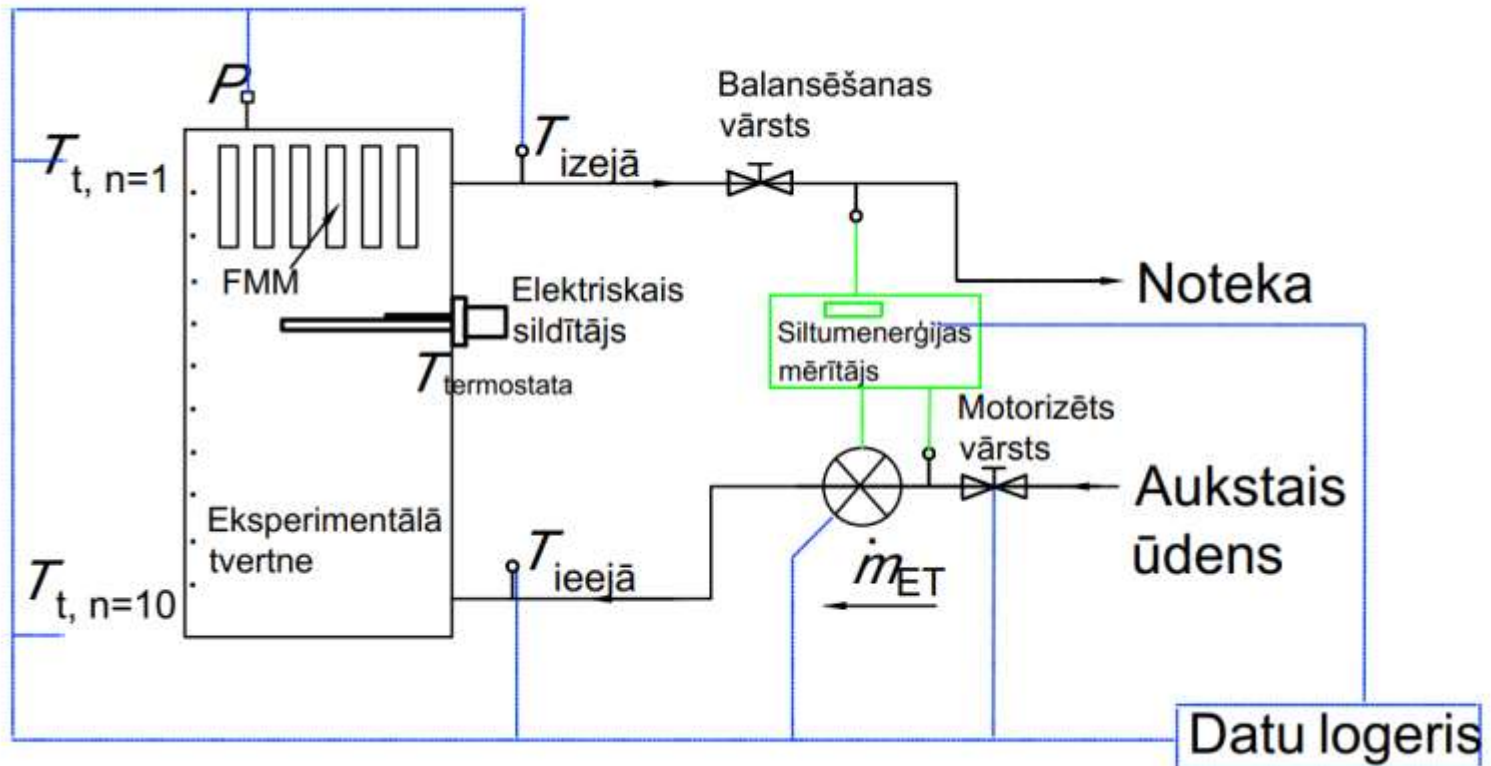 P
Balansēšanas
vārsts
T izejā
T t, n=1
FMM
Elektriskais
sildītājs
Noteka
Siltumenerģijas
mērītājs
T termostata
Motorizēts
vārsts
Aukstais
ūdens
Eksperimentālā
tvertne
T ieejā
ṁ ET
T t, n=10
Datu logeris